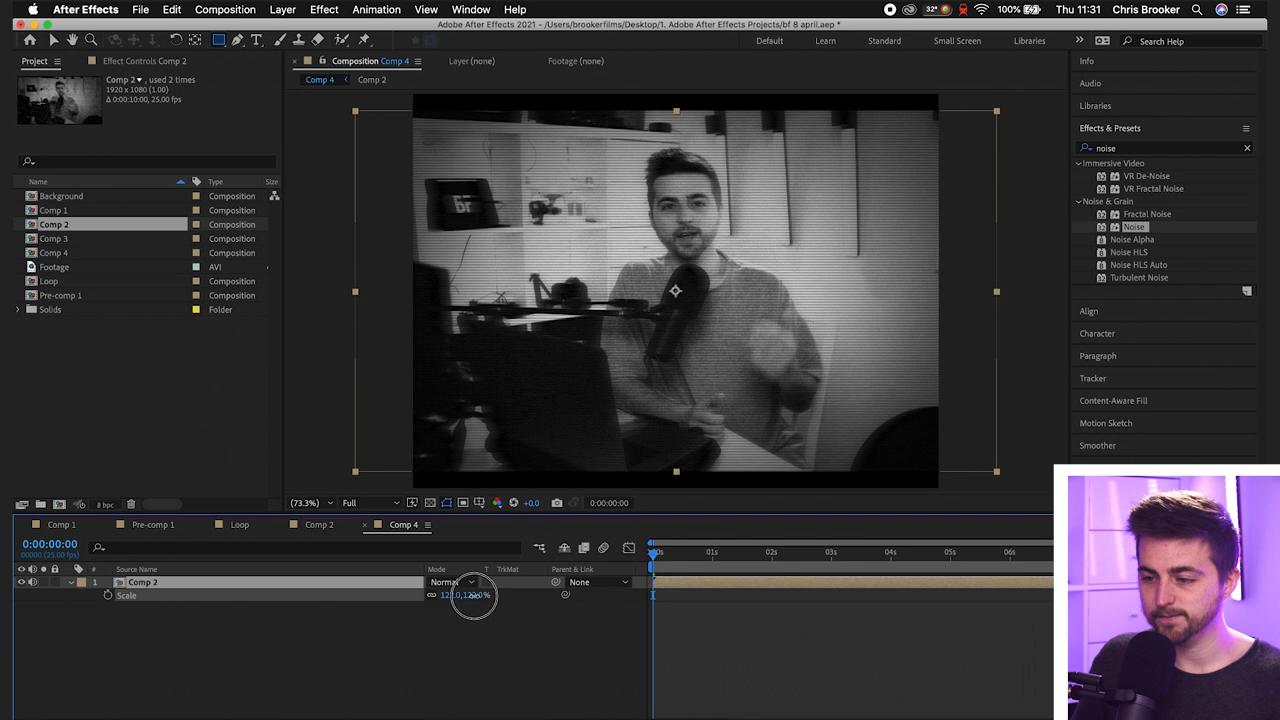 After Effects File Edit Composition Layer Effect Animation View Window Help 32° 100% Thu 11:31 Chris Brooker
Adobe After Effects 2021 - /Users/brookerfilms/Desktop/1. Adobe After Effects Projects/bf 8 april.aep *
Default Learn Standard Small Screen Libraries Search Help
Project Effect Controls Comp 2 Composition Comp 4 Layer (none) Footage (none) Info
Comp 2, used 2 times
1920 x 1080 (1.00)
Δ 0:00:10:00, 25.00 fps
Comp 4 Comp 2
Audio
Libraries
Effects & Presets
noise
Immersive Video
VR De-Noise
VR Fractal Noise
Noise & Grain
Fractal Noise
Noise
Noise Alpha
Noise HLS
Noise HLS Auto
Turbulent Noise
Align
Character
Paragraph
Tracker
Content-Aware Fill
Motion Sketch
Smoother
Name Type Size
Background Composition
Comp 1 Composition
Comp 2 Composition
Comp 3 Composition
Comp 4 Composition
Footage AVI
Loop Composition
Pre-comp 1 Composition
Solids Folder
BF
8 bpc
(73.3%) Full +0.0 0:00:00:00
Comp 1 Pre-comp 1 Loop Comp 2 Comp 4
0:00:00:00
00000 (25.00 fps)
01s 02s 03s 04s 05s 06s
# Source Name Mode T TrkMat Parent & Link
1 Comp 2 Normal None
Scale